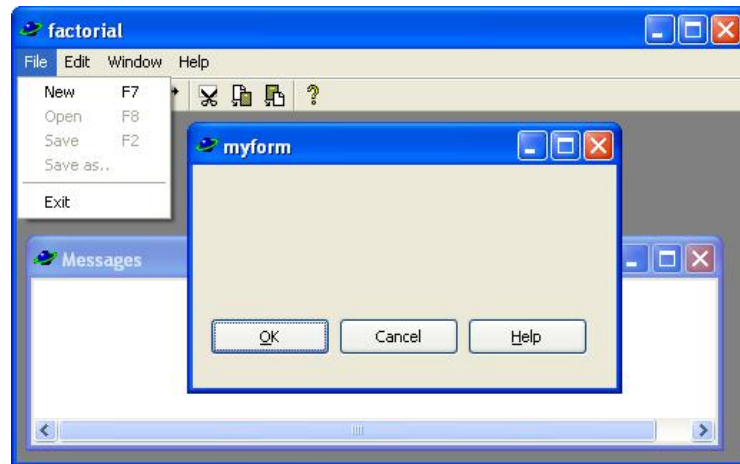 factorial
File Edit Window Help
New F7
Open F8
Save F2
Save as..
Exit
myform
Messages
OK Cancel Help